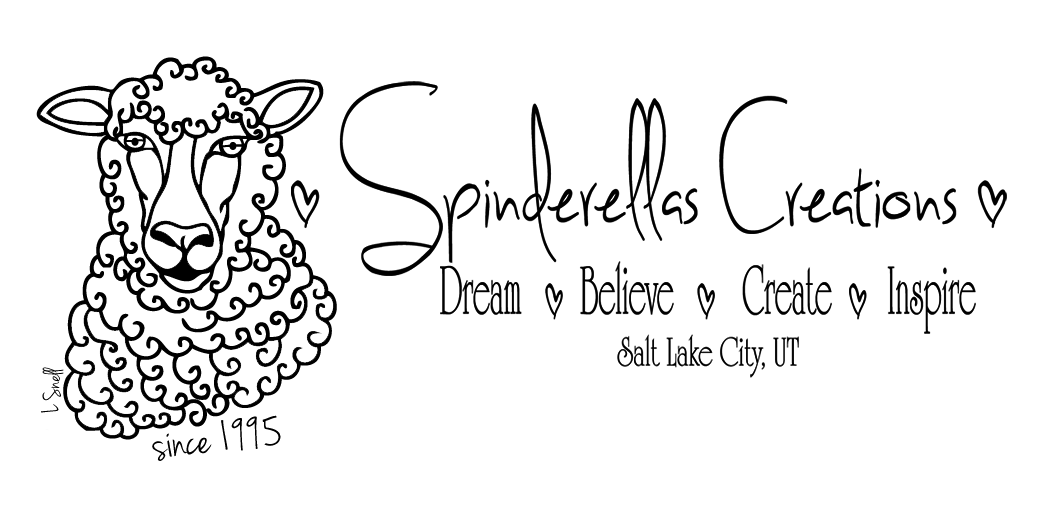 Spinderellas Creations
Dream Believe Create Inspire
Salt Lake City, UT
L Snell
since 1995